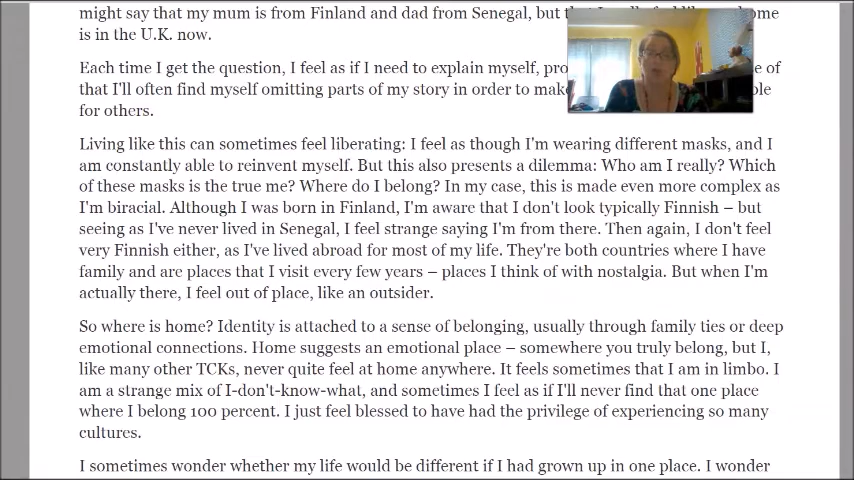 might say that my mum is from Finland and dad from Senegal, but
is in the U.K. now.
Each time I get the question, I feel as if I need to explain myself, of
that I'll often find myself omitting parts of my story in order to make
for others.
Living like this can sometimes feel liberating: I feel as though I'm wearing different masks, and I
am constantly able to reinvent myself. But this also presents a dilemma: Who am I really? Which
of these masks is the true me? Where do I belong? In my case, this is made even more complex as
I'm biracial. Although I was born in Finland, I'm aware that I don't look typically Finnish – but
seeing as I've never lived in Senegal, I feel strange saying I'm from there. Then again, I don't feel
very Finnish either, as I've lived abroad for most of my life. They're both countries where I have
family and are places that I visit every few years – places I think of with nostalgia. But when I'm
actually there, I feel out of place, like an outsider.
So where is home? Identity is attached to a sense of belonging, usually through family ties or deep
emotional connections. Home suggests an emotional place – somewhere you truly belong, but I,
like many other TCKs, never quite feel at home anywhere. It feels sometimes that I am in limbo. I
am a strange mix of I-don't-know-what, and sometimes I feel as if I'll never find that one place
where I belong 100 percent. I just feel blessed to have had the privilege of experiencing so many
cultures.
I sometimes wonder whether my life would be different if I had grown up in one place. I wonder